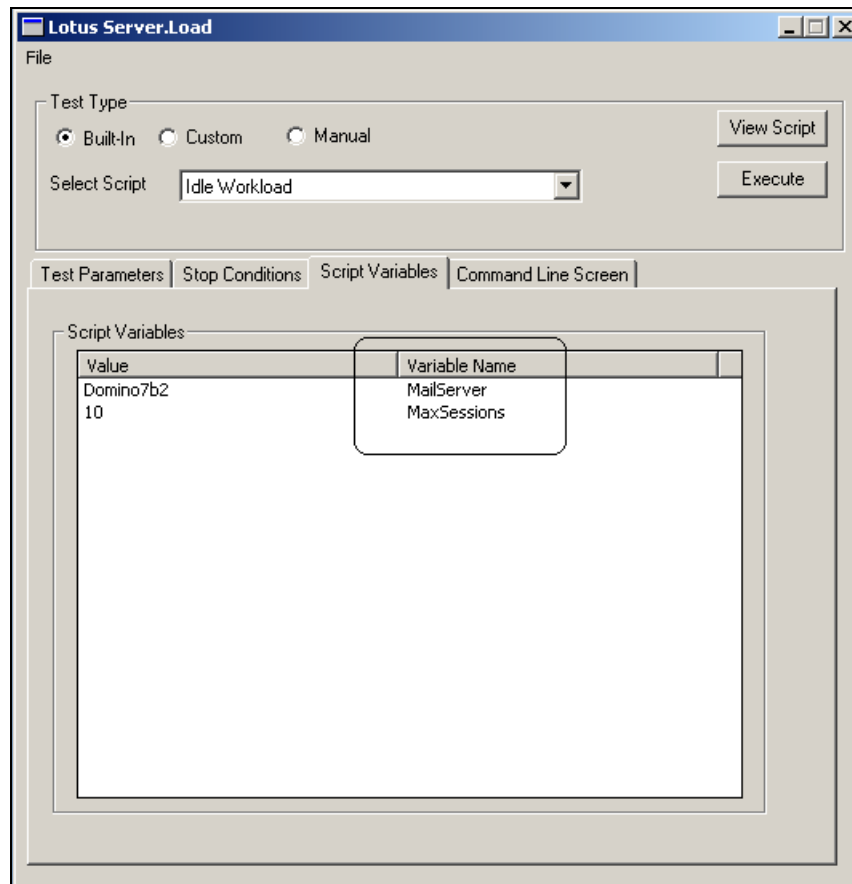 Lotus Server.Load
File
Test Type
Built-In Custom Manual View Script
Select Script Idle Workload Execute
Test Parameters Stop Conditions Script Variables Command Line Screen
Script Variables
Value Variable Name
Domino7b2 MailServer
10 MaxSessions